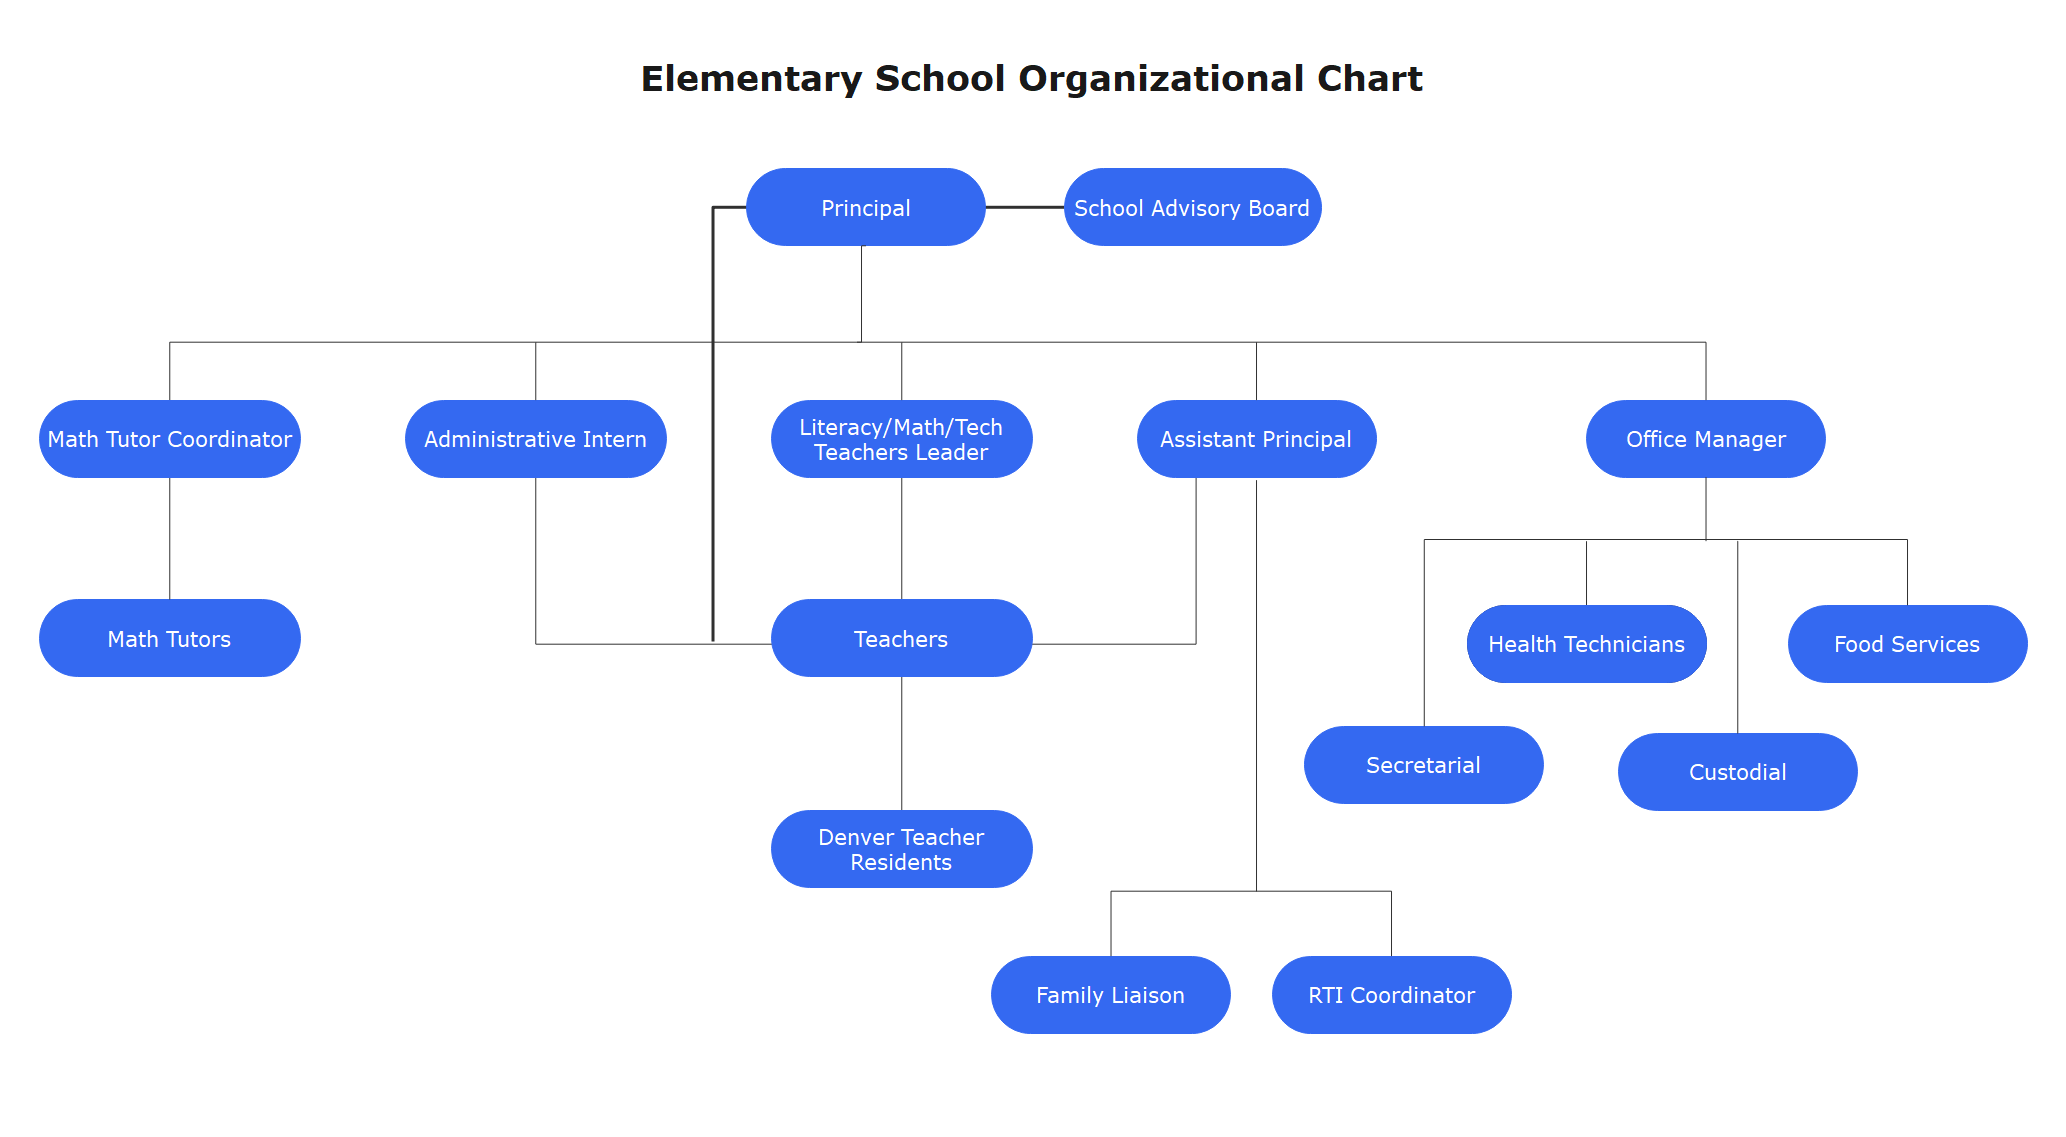 Elementary School Organizational Chart
Principal
School Advisory Board
Math Tutor Coordinator
Administrative Intern
Literacy/Math/Tech
Teachers Leader
Assistant Principal
Office Manager
Math Tutors
Teachers
Health Technicians
Food Services
Secretarial
Custodial
Denver Teacher
Residents
Family Liaison
RTI Coordinator